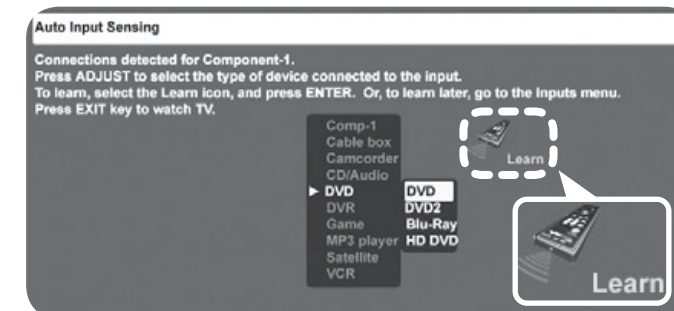 Auto Input Sensing
Connections detected for Component-1.
Press ADJUST to select the type of device connected to the input.
To learn, select the Learn icon, and press ENTER. Or, to learn later, go to the Inputs menu.
Press EXIT key to watch TV.
Comp-1
Cable box
Camcorder
CD/Audio
DVD
DVR
Game
MP3 player
Satellite
VCR
DVD
DVD2
Blu-Ray
HD DVD
Learn
Learn